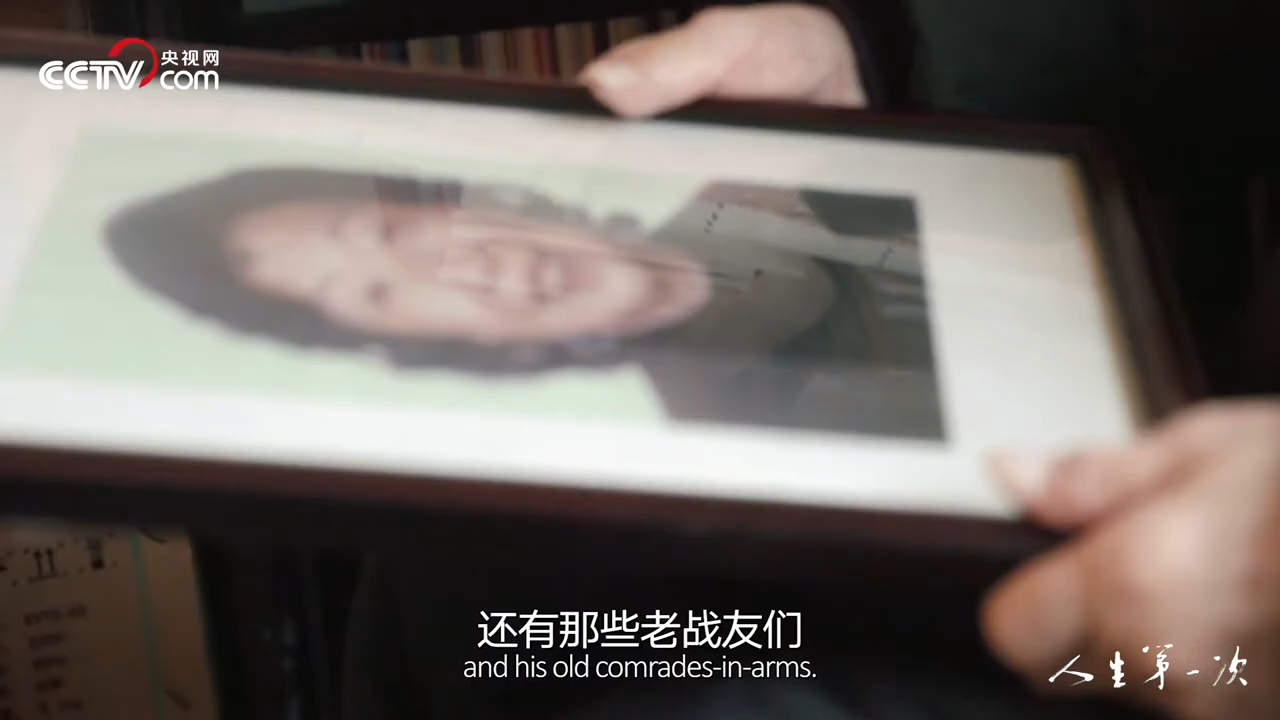 央视网
CCTV.com
还有那些老战友们
and his old comrades-in-arms.
人生第一次